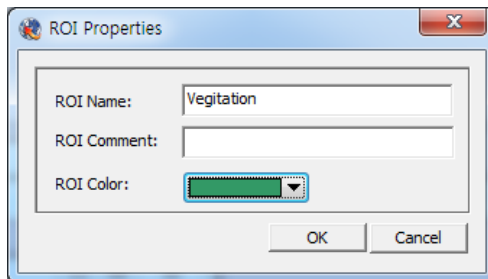 ROI Properties
ROI Name: Vegitation
ROI Comment:
ROI Color:
OK Cancel